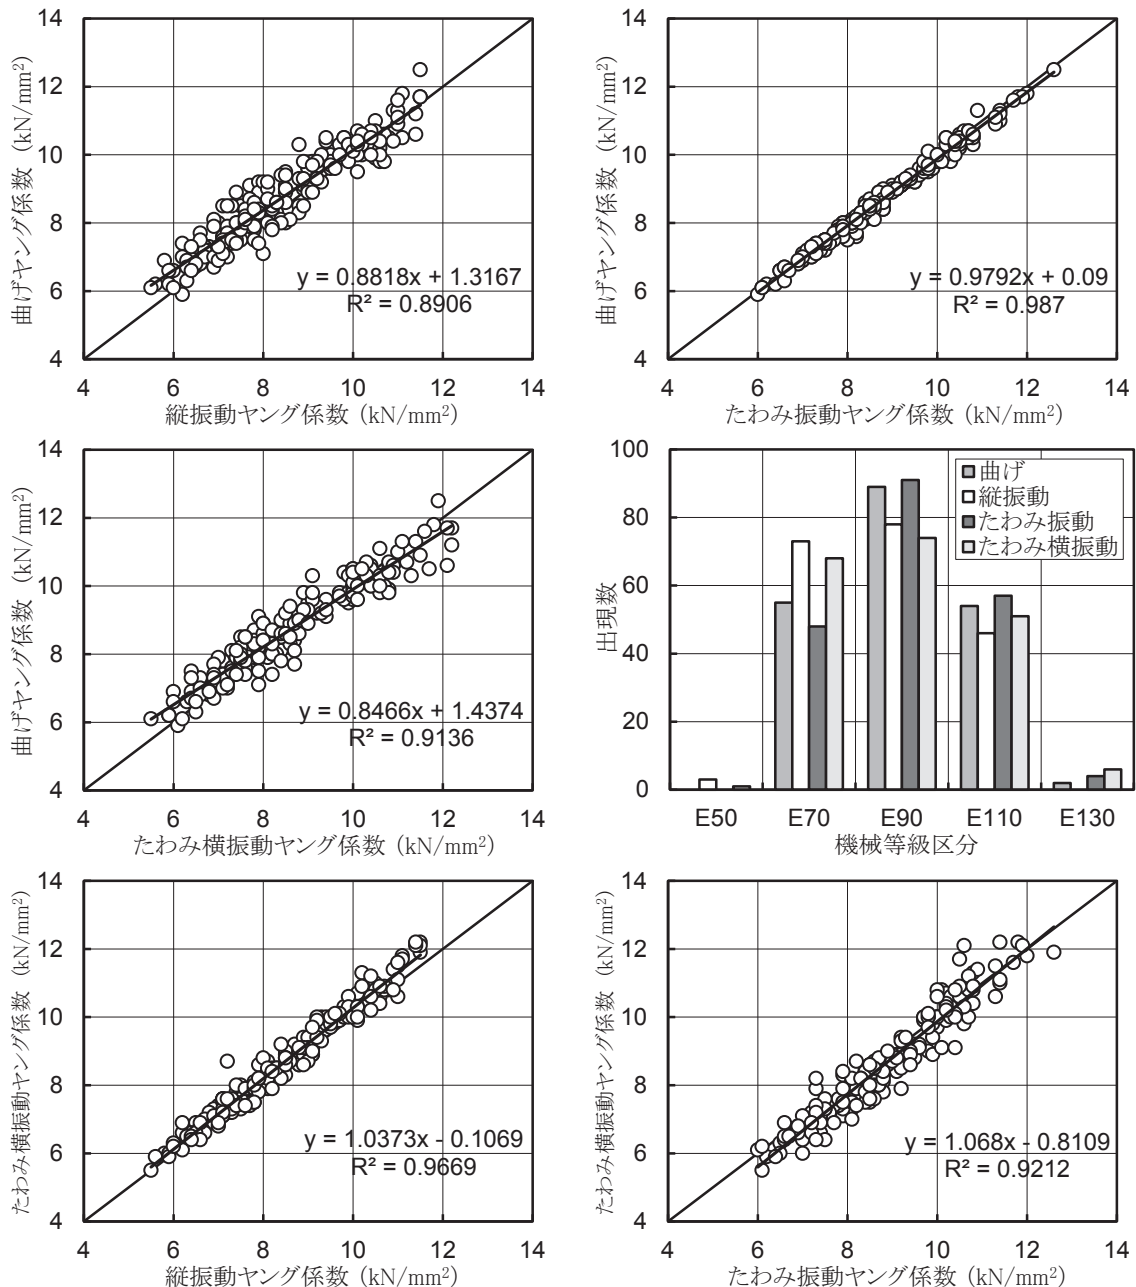 14
12
10
8
6
4
曲げヤング係数 (kN/mm²)
y = 0.8818x + 1.3167
R² = 0.8906
4 6 8 10 12 14
縦振動ヤング係数 (kN/mm²)
14
12
10
8
6
4
曲げヤング係数 (kN/mm²)
y = 0.9792x + 0.09
R² = 0.987
4 6 8 10 12 14
たわみ振動ヤング係数 (kN/mm²)
14
12
10
8
6
4
曲げヤング係数 (kN/mm²)
y = 0.8466x + 1.4374
R² = 0.9136
4 6 8 10 12 14
たわみ横振動ヤング係数 (kN/mm²)
100
80
60
40
20
0
出現数
曲げ
縦振動
たわみ振動
たわみ横振動
E50 E70 E90 E110 E130
機械等級区分
14
12
10
8
6
4
たわみ横振動ヤング係数 (kN/mm²)
y = 1.0373x - 0.1069
R² = 0.9669
4 6 8 10 12 14
縦振動ヤング係数 (kN/mm²)
14
12
10
8
6
4
たわみ横振動ヤング係数 (kN/mm²)
y = 1.068x - 0.8109
R² = 0.9212
4 6 8 10 12 14
たわみ振動ヤング係数 (kN/mm²)